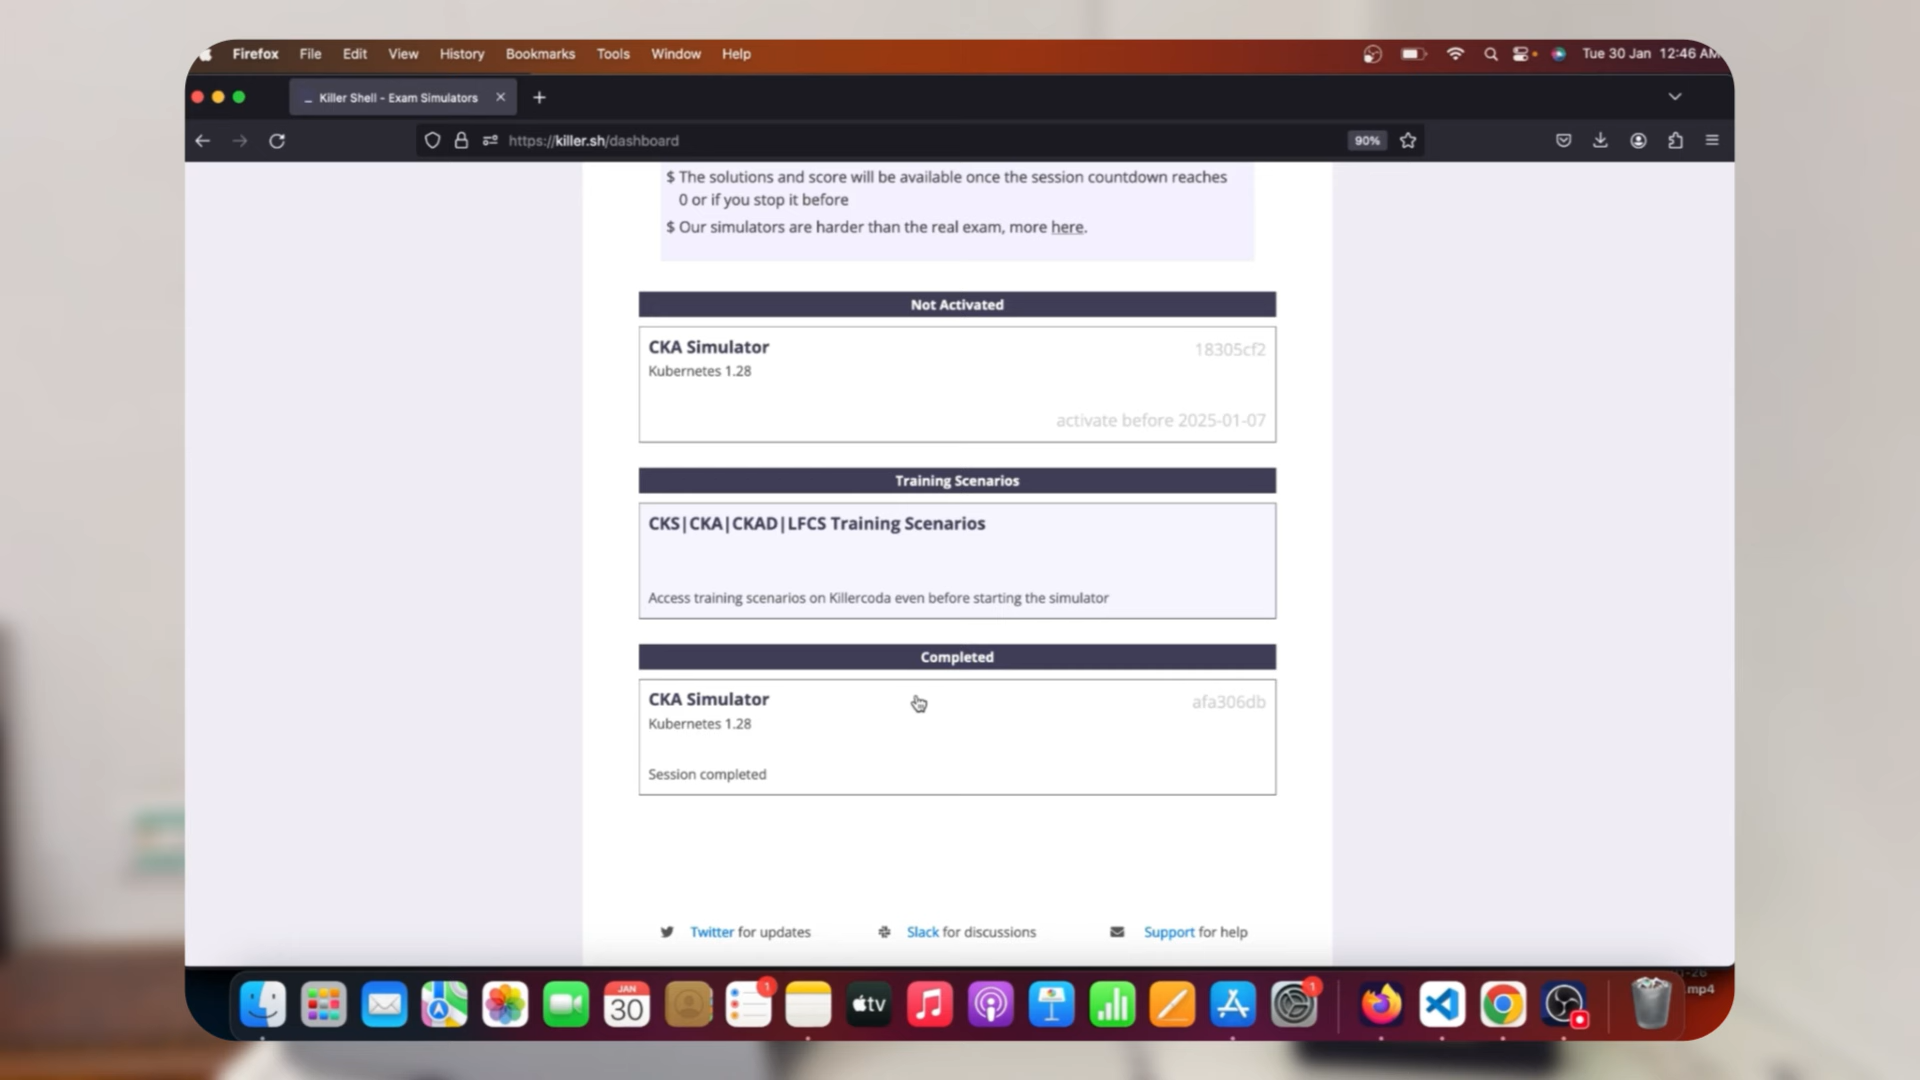 Firefox File Edit View History Bookmarks Tools Window Help Tue 30 Jan 12:46 AM
Killer Shell - Exam Simulators
https://killer.sh/dashboard 90%
$ The solutions and score will be available once the session countdown reaches
0 or if you stop it before
$ Our simulators are harder than the real exam, more here.
Not Activated
CKA Simulator 18305cf2
Kubernetes 1.28
activate before 2025-01-07
Training Scenarios
CKS|CKA|CKAD|LFCS Training Scenarios
Access training scenarios on Killercoda even before starting the simulator
Completed
CKA Simulator afa306db
Kubernetes 1.28
Session completed
Twitter for updates Slack for discussions Support for help
.mp4
JAN
30
1
tv
1